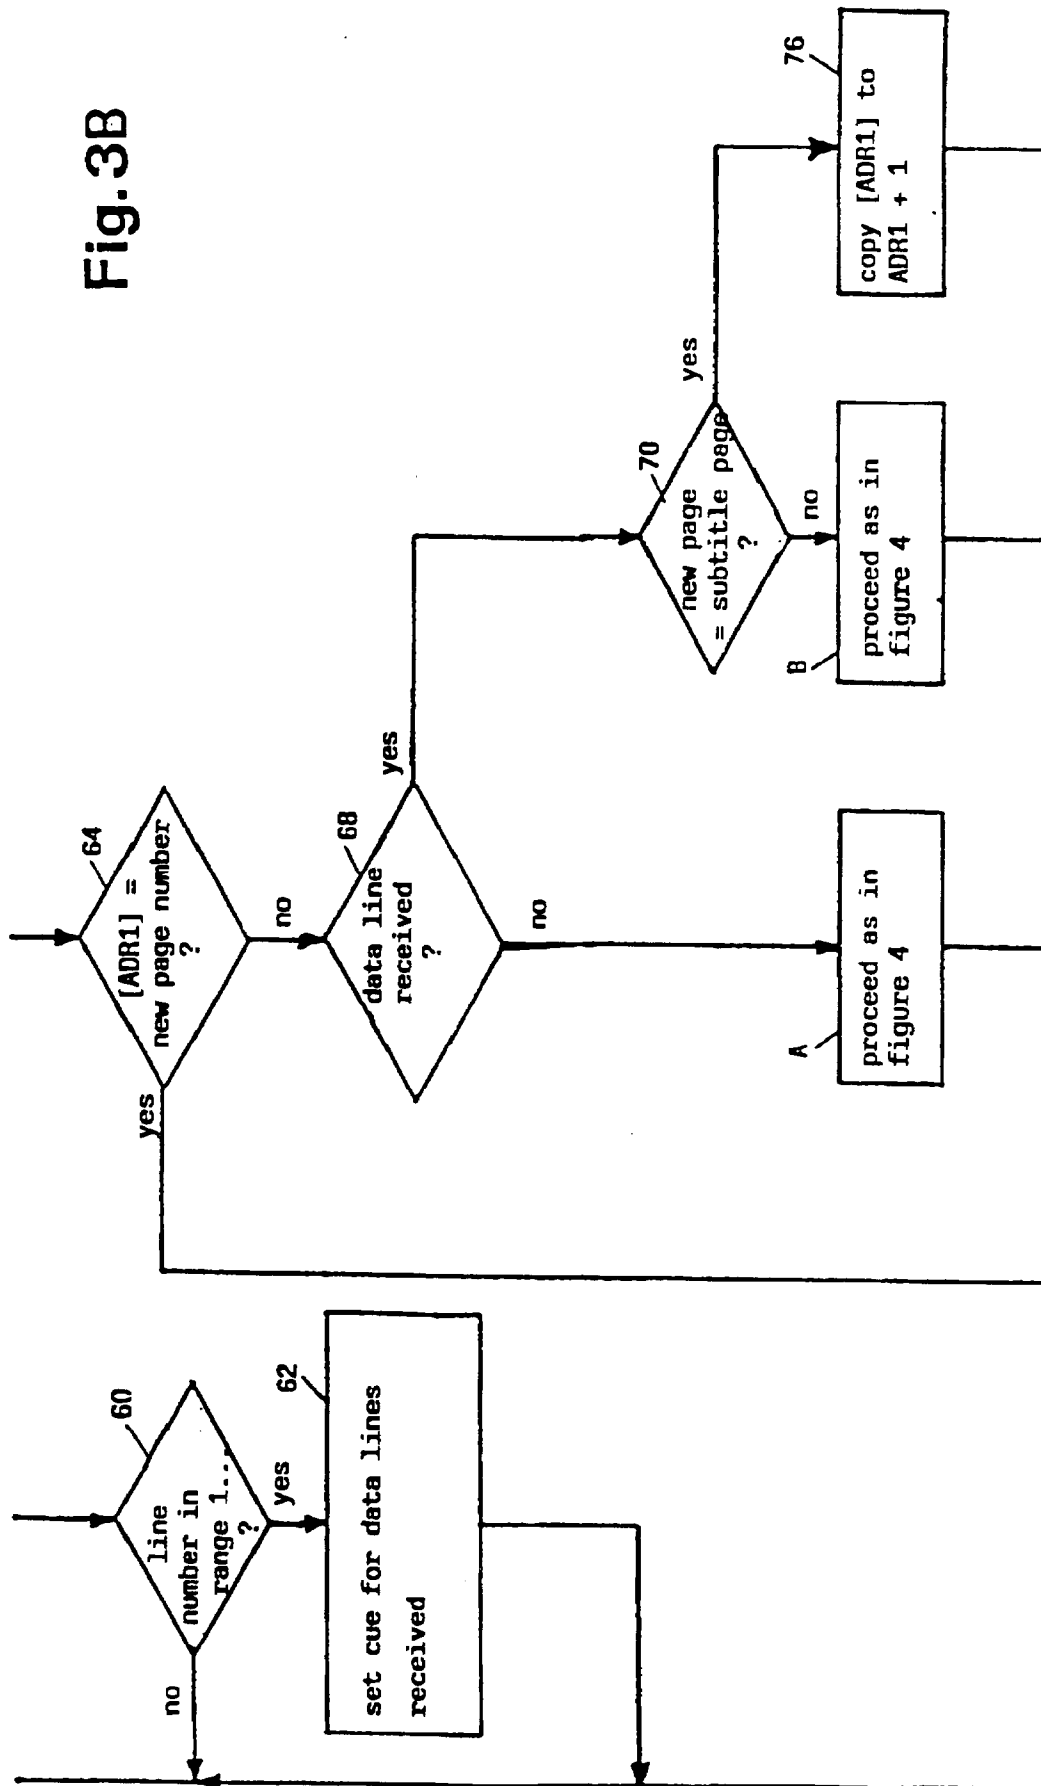 Fig.3B
60
line
number in
range 1...
?
no
yes
62
set cue for data lines
received
64
[ADR1] =
new page number
?
yes
no
68
data line
received
?
yes
no
70
new page
= subtitle page
?
yes
no
A
proceed as in
figure 4
B
proceed as in
figure 4
76
copy [ADR1] to
ADR1 + 1